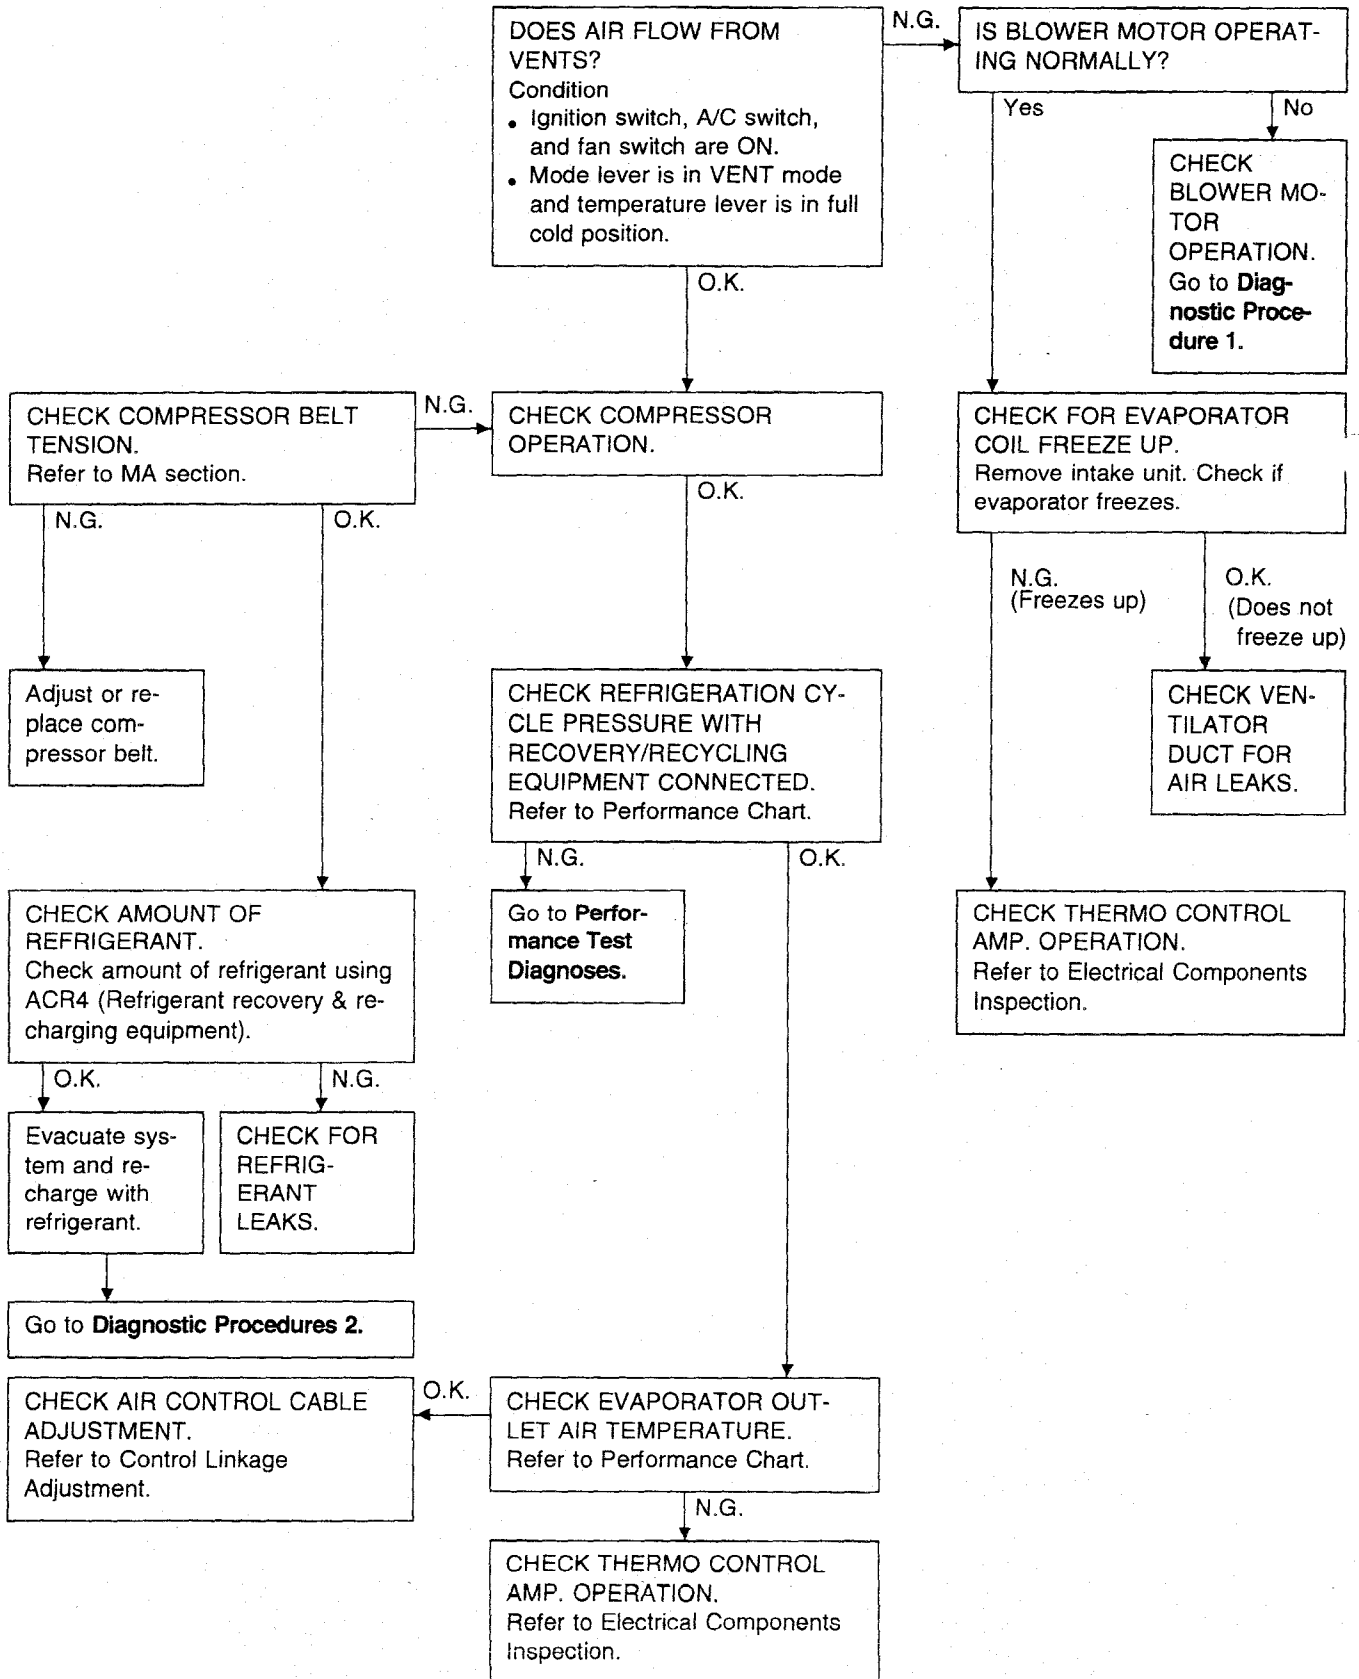 DOES AIR FLOW FROM
VENTS?
Condition
• Ignition switch, A/C switch,
and fan switch are ON.
• Mode lever is in VENT mode
and temperature lever is in full
cold position.
N.G.
IS BLOWER MOTOR OPERAT-
ING NORMALLY?
Yes
No
CHECK
BLOWER MO-
TOR
OPERATION.
Go to Diag-
nostic Proce-
dure 1.
O.K.
CHECK COMPRESSOR BELT
TENSION.
Refer to MA section.
N.G.
CHECK COMPRESSOR
OPERATION.
CHECK FOR EVAPORATOR
COIL FREEZE UP.
Remove intake unit. Check if
evaporator freezes.
N.G.
O.K.
O.K.
N.G.
(Freezes up)
O.K.
(Does not
freeze up)
Adjust or re-
place com-
pressor belt.
CHECK REFRIGERATION CY-
CLE PRESSURE WITH
RECOVERY/RECYCLING
EQUIPMENT CONNECTED.
Refer to Performance Chart.
CHECK VEN-
TILATOR
DUCT FOR
AIR LEAKS.
N.G.
O.K.
CHECK AMOUNT OF
REFRIGERANT.
Check amount of refrigerant using
ACR4 (Refrigerant recovery & re-
charging equipment).
Go to Perfor-
mance Test
Diagnoses.
CHECK THERMO CONTROL
AMP. OPERATION.
Refer to Electrical Components
Inspection.
O.K.
N.G.
Evacuate sys-
tem and re-
charge with
refrigerant.
CHECK FOR
REFRIG-
ERANT
LEAKS.
Go to Diagnostic Procedures 2.
CHECK AIR CONTROL CABLE
ADJUSTMENT.
Refer to Control Linkage
Adjustment.
O.K.
CHECK EVAPORATOR OUT-
LET AIR TEMPERATURE.
Refer to Performance Chart.
N.G.
CHECK THERMO CONTROL
AMP. OPERATION.
Refer to Electrical Components
Inspection.